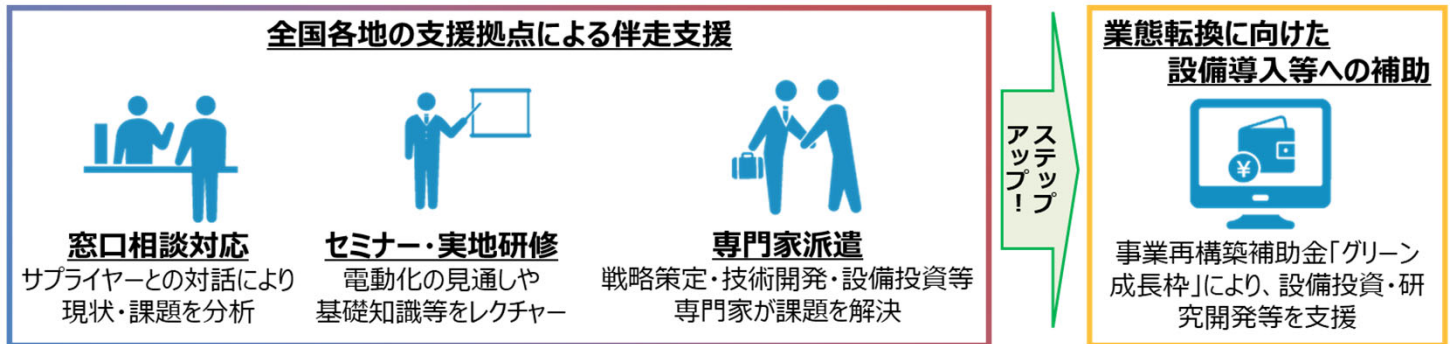 全国各地の支援拠点による伴走支援
窓口相談対応
サプライヤーとの対話により
現状・課題を分析
セミナー・実地研修
電動化の見通しや
基礎知識等をレクチャー
専門家派遣
戦略策定・技術開発・設備投資等
専門家が課題を解決
ステップ
アップ!
業態転換に向けた
設備導入等への補助
¥
事業再構築補助金「グリーン
成長枠」により、設備投資・研
究開発等を支援